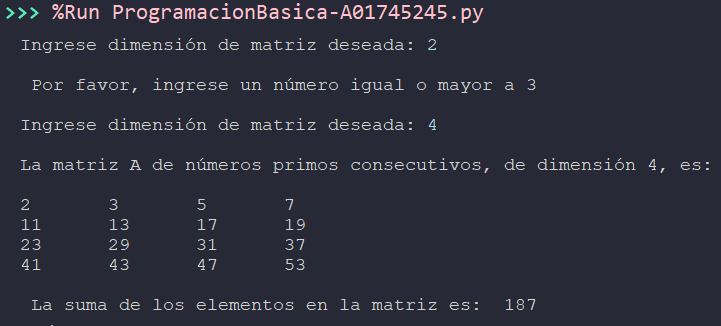 >>> %Run ProgramacionBasica-A01745245.py
Ingrese dimensión de matriz deseada: 2
Por favor, ingrese un número igual o mayor a 3
Ingrese dimensión de matriz deseada: 4
La matriz A de números primos consecutivos, de dimensión 4, es:
2 3 5 7
11 13 17 19
23 29 31 37
41 43 47 53
La suma de los elementos en la matriz es: 187